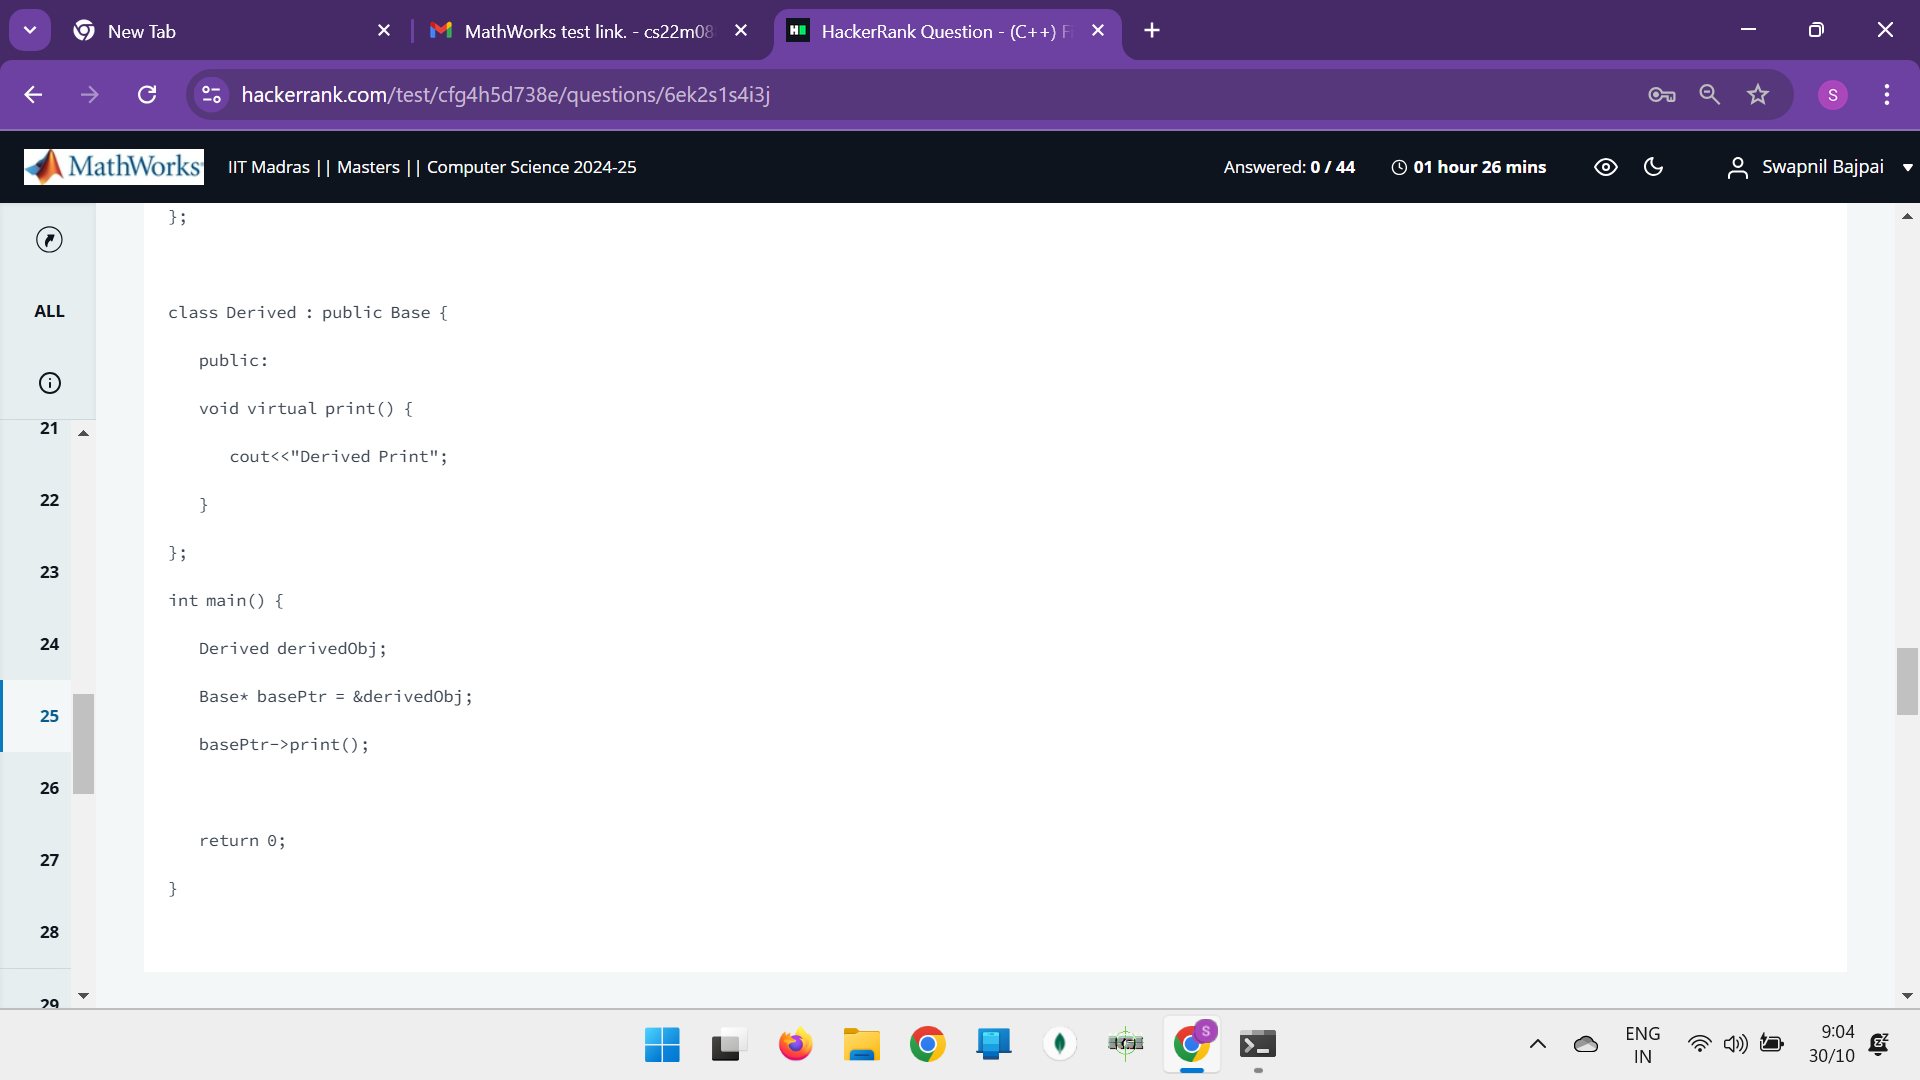 New Tab
MathWorks test link. - cs22m08
HackerRank Question - (C++) Fi
hackerrank.com/test/cfg4h5d738e/questions/6ek2s1s4i3j
S
MathWorks
IIT Madras || Masters || Computer Science 2024-25
Answered: 0 / 44
01 hour 26 mins
Swapnil Bajpai
ALL
21
22
23
24
25
26
27
28
29
};
class Derived : public Base {
public:
void virtual print() {
cout<<"Derived Print";
}
};
int main() {
Derived derivedObj;
Base* basePtr = &derivedObj;
basePtr->print();
return 0;
}
S
ENG
IN
9:04
30/10